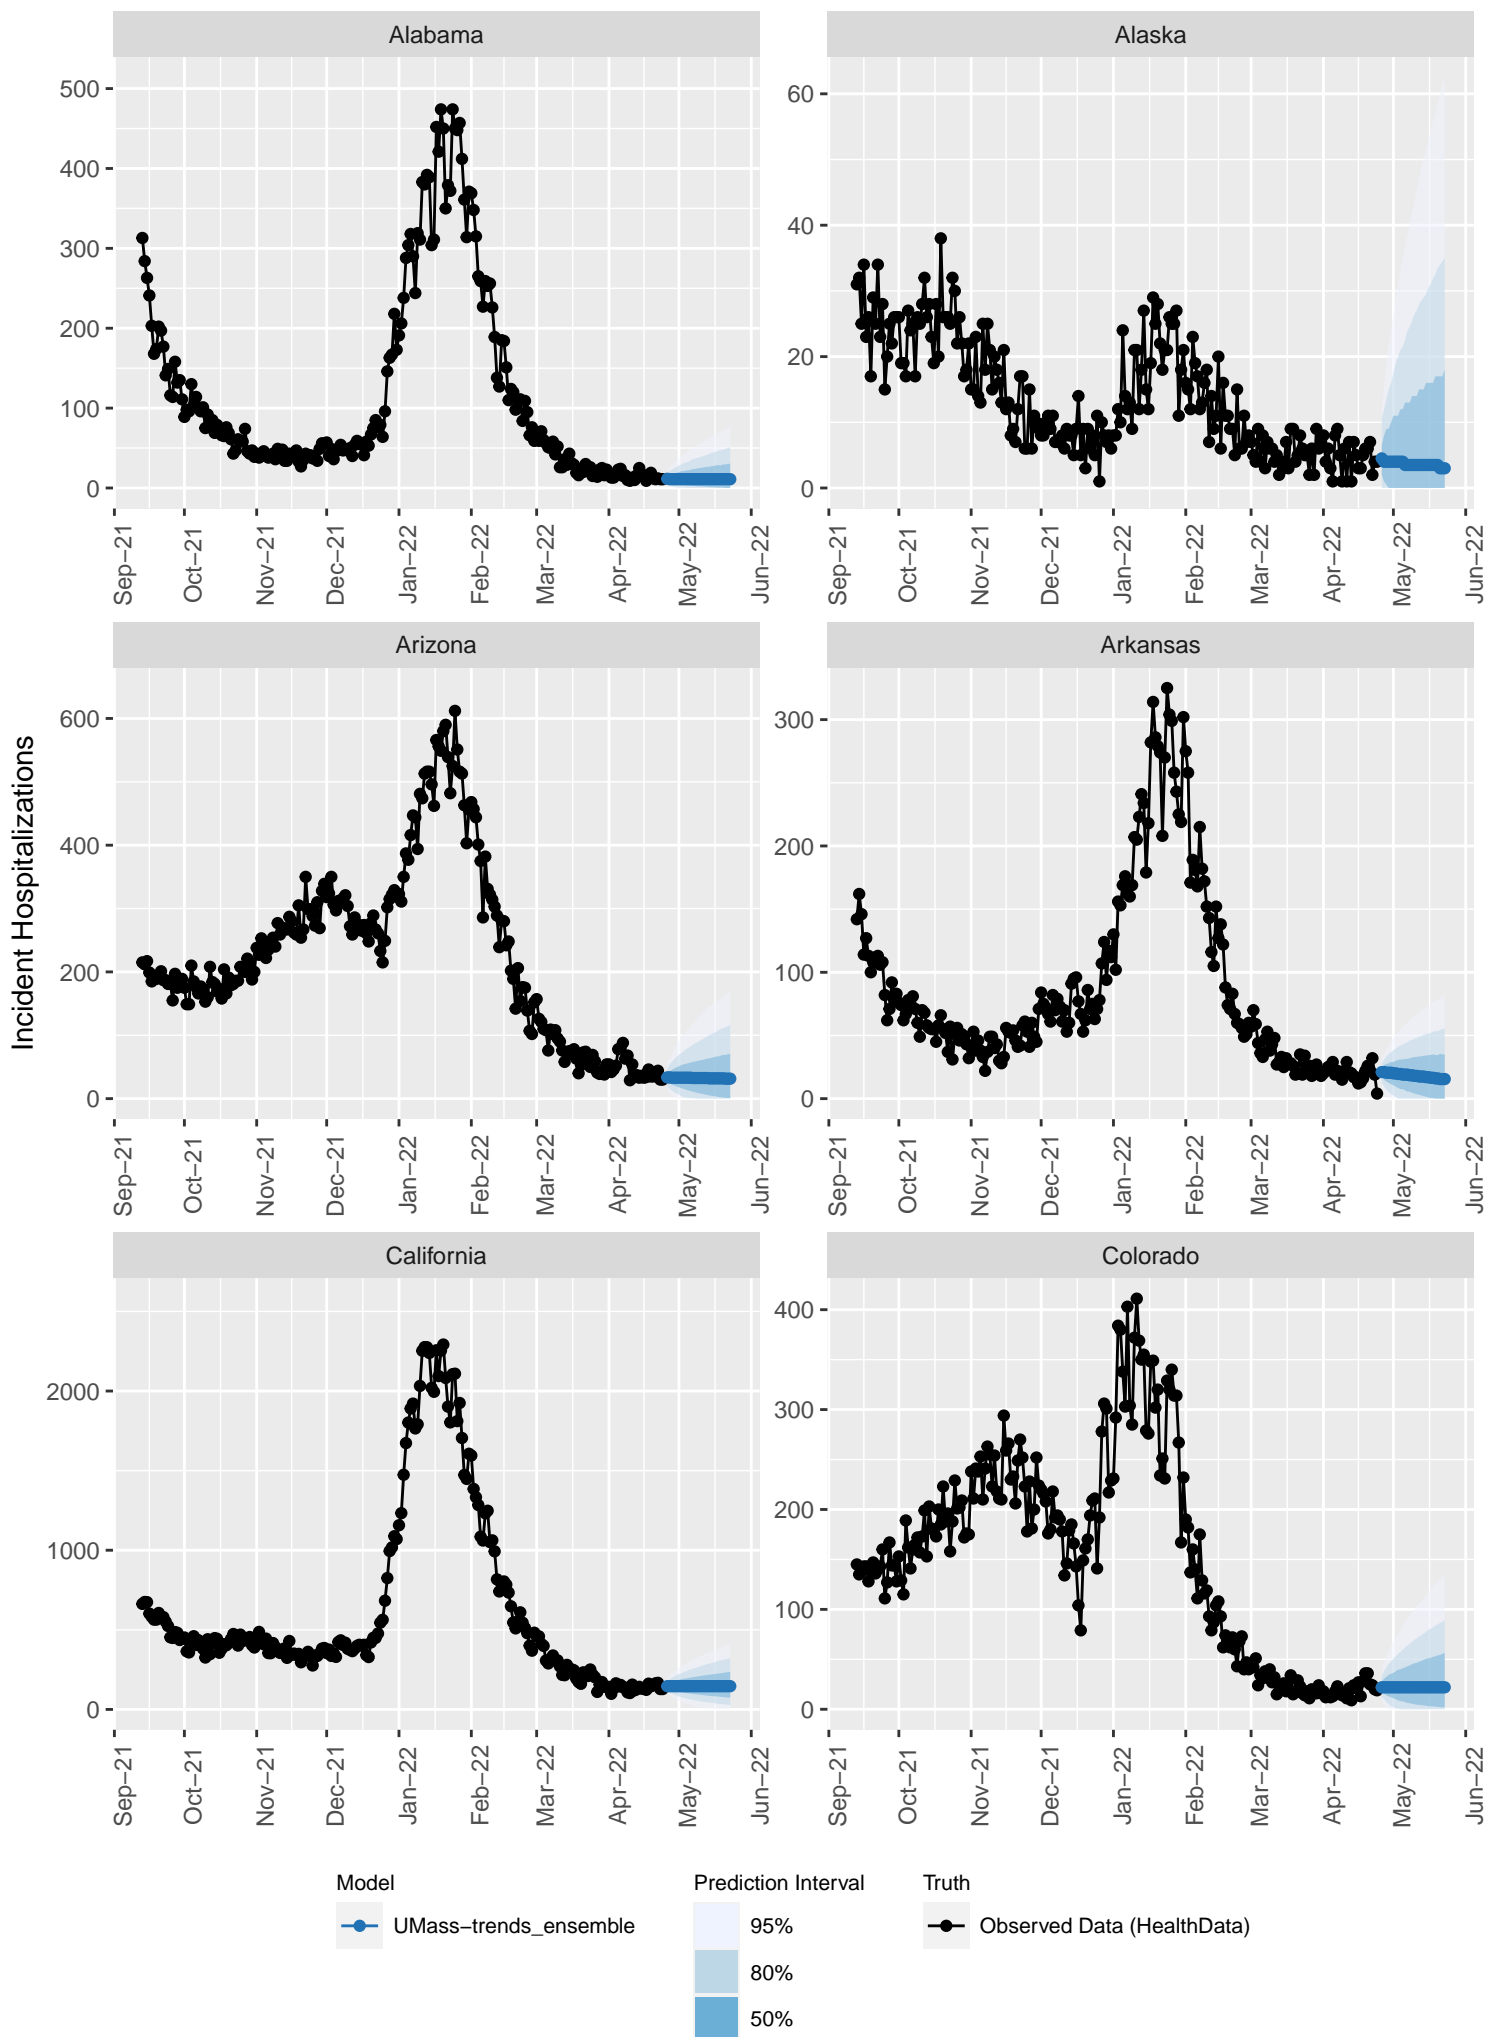 Alabama
Alaska
500
400
300
200
100
0
60
40
20
0
Sep−21
Oct−21
Nov−21
Dec−21
Jan−22
Feb−22
Mar−22
Apr−22
May−22
Jun−22
Sep−21
Oct−21
Nov−21
Dec−21
Jan−22
Feb−22
Mar−22
Apr−22
May−22
Jun−22
Incident Hospitalizations
Arizona
Arkansas
600
400
200
0
300
200
100
0
Sep−21
Oct−21
Nov−21
Dec−21
Jan−22
Feb−22
Mar−22
Apr−22
May−22
Jun−22
Sep−21
Oct−21
Nov−21
Dec−21
Jan−22
Feb−22
Mar−22
Apr−22
May−22
Jun−22
California
Colorado
2000
1000
0
400
300
200
100
0
Sep−21
Oct−21
Nov−21
Dec−21
Jan−22
Feb−22
Mar−22
Apr−22
May−22
Jun−22
Sep−21
Oct−21
Nov−21
Dec−21
Jan−22
Feb−22
Mar−22
Apr−22
May−22
Jun−22
Model
UMass−trends_ensemble
Prediction Interval
95%
80%
50%
Truth
Observed Data (HealthData)